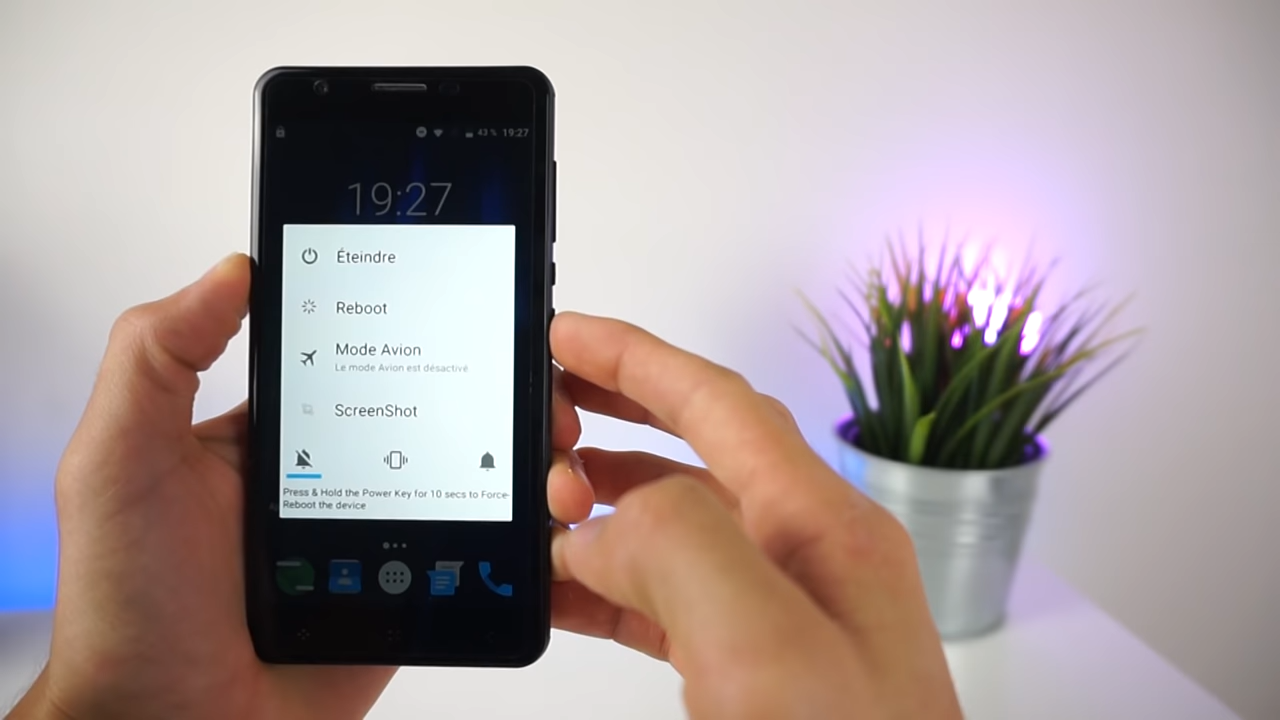 43 % 19:27
19:27
Éteindre
Reboot
Mode Avion
Le mode Avion est désactivé
ScreenShot
Press & Hold the Power Key for 10 secs to Force-
Reboot the device